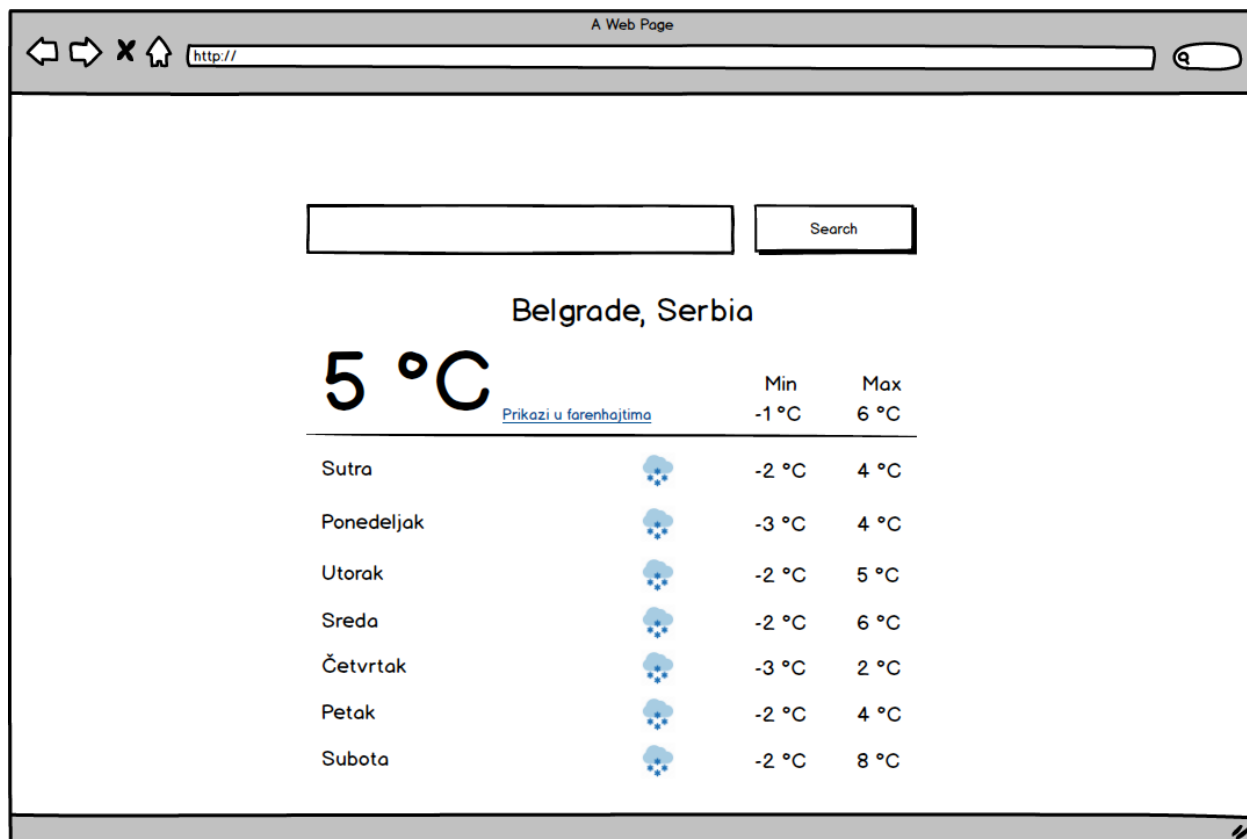 A Web Page
http://
Search
Belgrade, Serbia
5 °C
Prikazi u farenhajtima
Min Max
-1 °C 6 °C
Sutra -2 °C 4 °C
Ponedeljak -3 °C 4 °C
Utorak -2 °C 5 °C
Sreda -2 °C 6 °C
Četvrtak -3 °C 2 °C
Petak -2 °C 4 °C
Subota -2 °C 8 °C